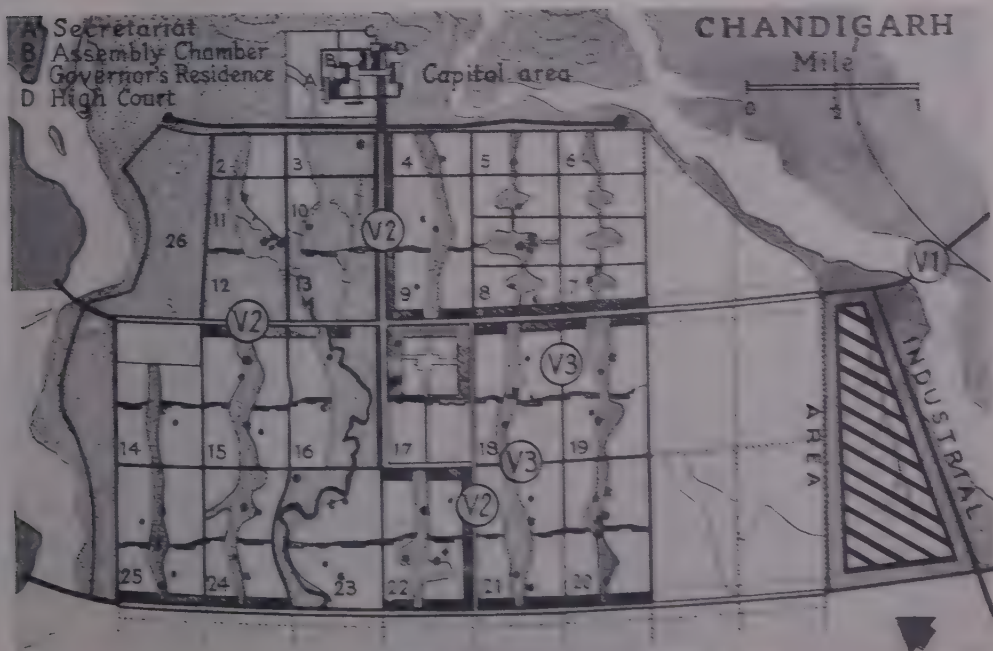 A Secretariat
B Assembly Chamber
C Governor's Residence
D High Court
CHANDIGARH
Mile
0 ½ 1
C
D
B
A
Capitol area
2 3 4 5 6
11 10
26
V2
V1
12 13 9 8 7
V2
V3
14 15 16 17 18 19
V3
V2
25 24 23 22 21 20
AREA
INDUSTRIAL